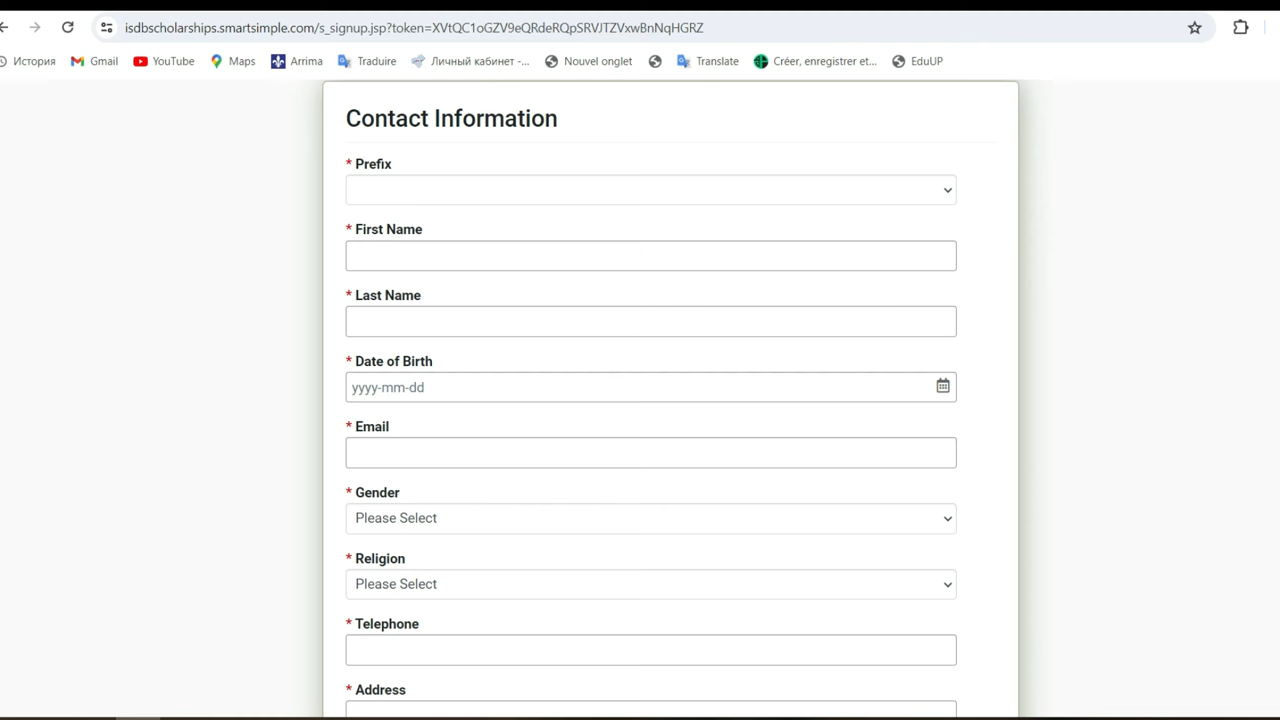 isdbscholarships.smartsimple.com/s_signup.jsp?token=XVtQC1oGZV9eQRdeRQpSRVJTZVxwBnNqHGRZ
История Gmail YouTube Maps Arrima Traduire Личный кабинет -... Nouvel onglet Translate Créer, enregistrer et... EduUP
Contact Information
* Prefix
* First Name
* Last Name
* Date of Birth
yyyy-mm-dd
* Email
* Gender
Please Select
* Religion
Please Select
* Telephone
* Address